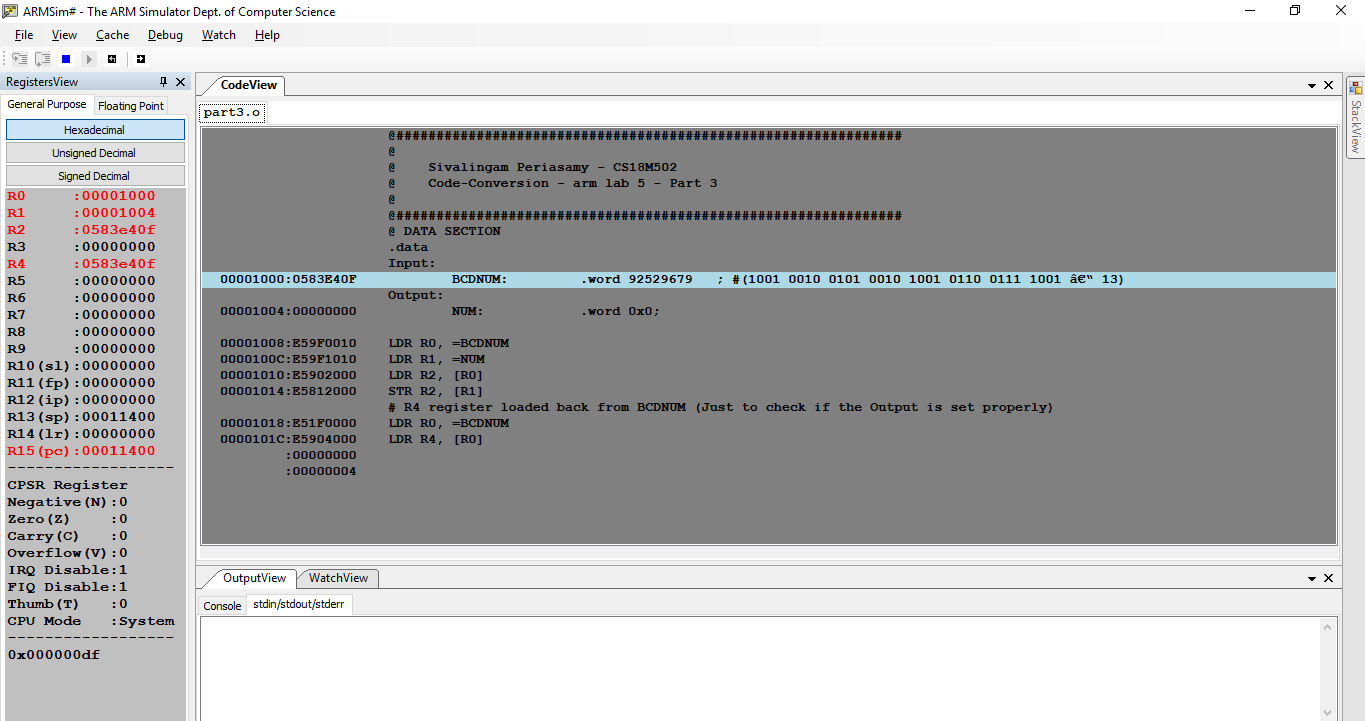 ARMSim# - The ARM Simulator Dept. of Computer Science
File View Cache Debug Watch Help
RegistersView
General Purpose Floating Point
Hexadecimal
Unsigned Decimal
Signed Decimal
R0 :00001000
R1 :00001004
R2 :0583e40f
R3 :00000000
R4 :0583e40f
R5 :00000000
R6 :00000000
R7 :00000000
R8 :00000000
R9 :00000000
R10(sl):00000000
R11(fp):00000000
R12(ip):00000000
R13(sp):00011400
R14(lr):00000000
R15(pc):00011400
------------------
CPSR Register
Negative(N):0
Zero(Z) :0
Carry(C) :0
Overflow(V):0
IRQ Disable:1
FIQ Disable:1
Thumb(T) :0
CPU Mode :System
------------------
0x000000df
CodeView
part3.o
@###############################################################
@
@ Sivalingam Periasamy - CS18M502
@ Code-Conversion - arm lab 5 - Part 3
@
@###############################################################
@ DATA SECTION
.data
Input:
00001000:0583E40F BCDNUM: .word 92529679 ; #(1001 0010 0101 0010 1001 0110 0111 1001 â€“ 13)
Output:
00001004:00000000 NUM: .word 0x0;
00001008:E59F0010 LDR R0, =BCDNUM
0000100C:E59F1010 LDR R1, =NUM
00001010:E5902000 LDR R2, [R0]
00001014:E5812000 STR R2, [R1]
# R4 register loaded back from BCDNUM (Just to check if the Output is set properly)
00001018:E51F0000 LDR R0, =BCDNUM
0000101C:E5904000 LDR R4, [R0]
:00000000
:00000004
OutputView WatchView
Console stdin/stdout/stderr
StackView